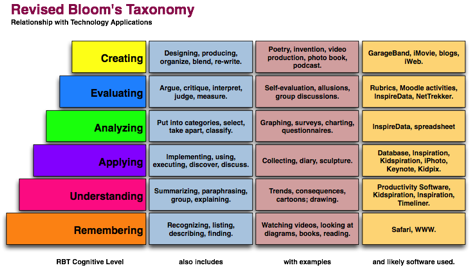 Revised Bloom's Taxonomy
Relationship with Technology Applications
Creating
Designing, producing,
organize, blend, re-write.
Poetry, invention, video
production, photo book,
podcast.
GarageBand, iMovie, blogs,
iWeb.
Evaluating
Argue, critique, interpret,
judge, measure.
Self-evaluation, allusions,
group discussions.
Rubrics, Moodle activities,
InspireData, NetTrekker.
Analyzing
Put into categories, select,
take apart, classify.
Graphing, surveys, charting,
questionnaires.
InspireData, spreadsheet
Applying
Implementing, using,
executing, discover, discuss.
Collecting, diary, sculpture.
Database, Inspiration,
Kidspiration, iPhoto,
Keynote, Kidpix.
Understanding
Summarizing, paraphrasing,
group, explaining.
Trends, consequences,
cartoons; drawing.
Productivity Software,
Kidspiration, Inspiration,
Timeliner.
Remembering
Recognizing, listing,
describing, finding.
Watching videos, looking at
diagrams, books, reading.
Safari, WWW.
RBT Cognitive Level
also includes
with examples
and likely software used.